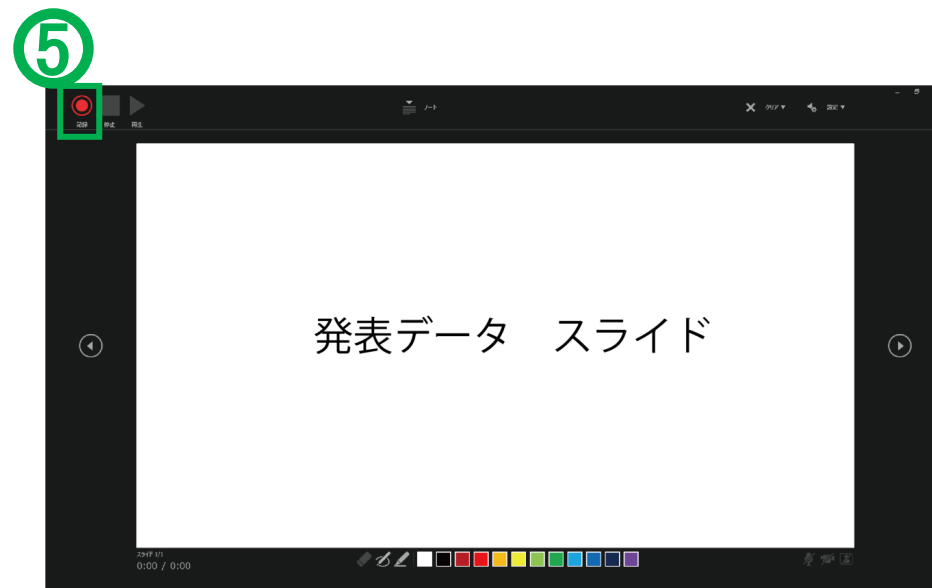 ⑤
記録 停止 再生
ノート
クリア ▼ 設定 ▼
発表データ　スライド
スライド 1/1
0:00 / 0:00